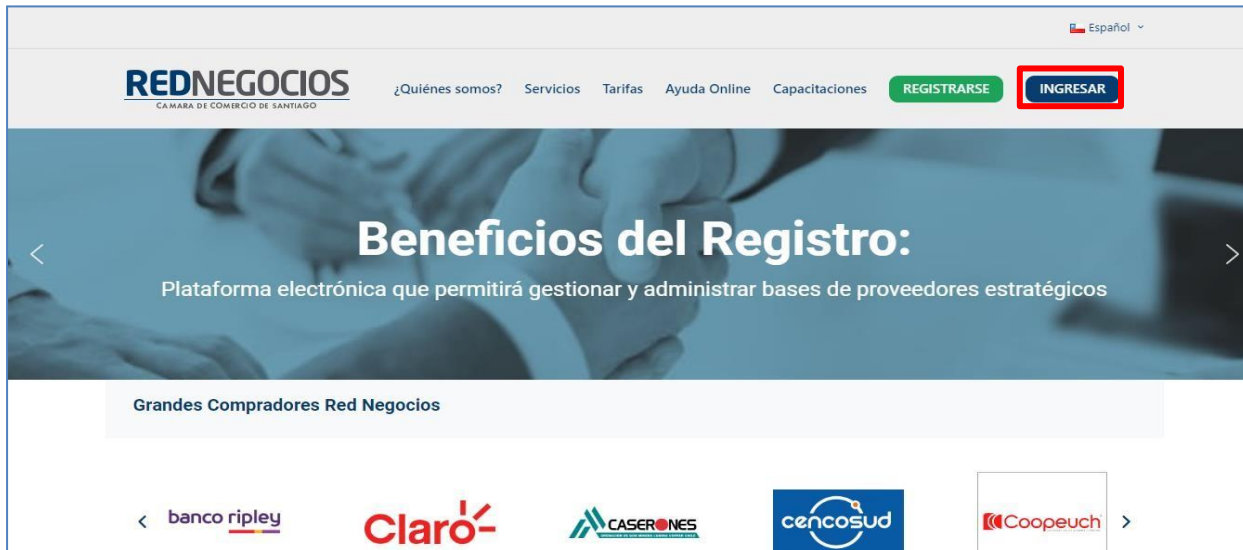 Español
REDNEGOCIOS
CAMARA DE COMERCIO DE SANTIAGO
¿Quiénes somos? Servicios Tarifas Ayuda Online Capacitaciones REGISTRARSE INGRESAR
Beneficios del Registro:
Plataforma electrónica que permitirá gestionar y administrar bases de proveedores estratégicos
Grandes Compradores Red Negocios
banco ripley
Claro
CASERONES
cencosud
Coopeuch